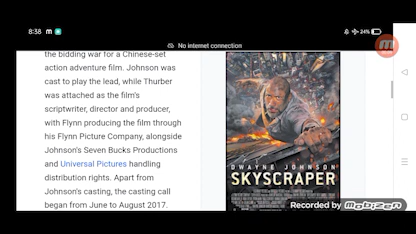 8:38
24%
No internet connection
the bidding war for a Chinese-set
action adventure film. Johnson was
cast to play the lead, while Thurber
was attached as the film's
scriptwriter, director and producer,
with Flynn producing the film through
his Flynn Picture Company, alongside
Johnson's Seven Bucks Productions
and Universal Pictures handling
distribution rights. Apart from
Johnson's casting, the casting call
began from June to August 2017.
DWAYNE JOHNSON
SKYSCRAPER
Recorded by mobizen